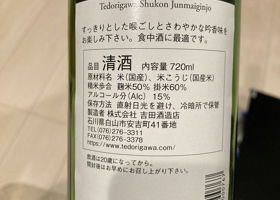 Tedorigawa Shukon Junmaiginjo
すっきりとした喉ごしとさわやかな吟香味を
お楽しみ下さい。食中酒に最適です。
品目 清酒 内容量 720ml
原材料名 米(国産)、米こうじ(国産米)
精米歩合 麹米50% 掛米60%
アルコール分(Alc) 15%
保存方法 直射日光を避け、冷暗所で保管
製造者 株式会社 吉田酒造店
石川県白山市安吉町41番地
TEL(076)276-3311
FAX(076)276-3378
www.tedorigawa.com
飲酒は20歳になってから。
開封後はお早めにお召し上がり下さい。